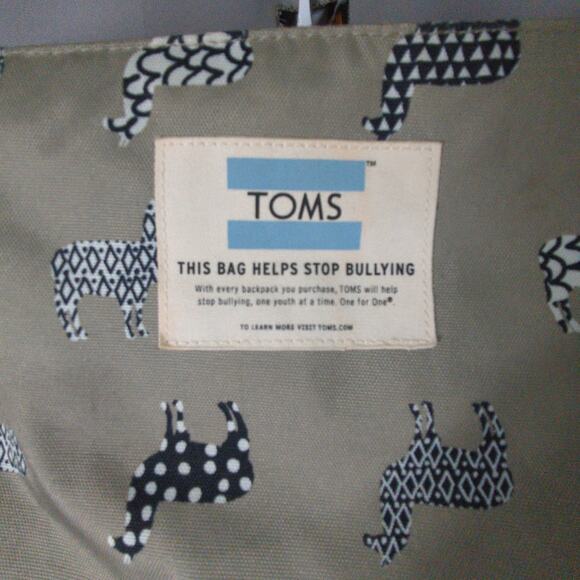 TOMS™
THIS BAG HELPS STOP BULLYING
With every backpack you purchase, TOMS will help
stop bullying, one youth at a time. One for One®.
TO LEARN MORE VISIT TOMS.COM